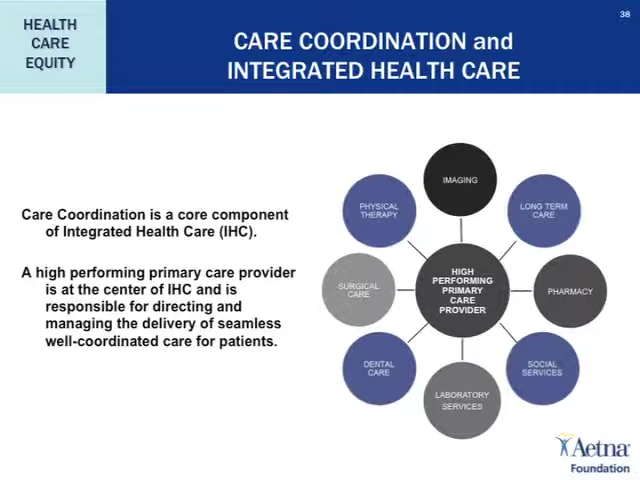 HEALTH
CARE
EQUITY
CARE COORDINATION and
INTEGRATED HEALTH CARE
38
Care Coordination is a core component
of Integrated Health Care (IHC).
A high performing primary care provider
is at the center of IHC and is
responsible for directing and
managing the delivery of seamless
well-coordinated care for patients.
IMAGING
PHYSICAL
THERAPY
LONG TERM
CARE
SURGICAL
CARE
HIGH
PERFORMING
PRIMARY
CARE
PROVIDER
PHARMACY
DENTAL
CARE
SOCIAL
SERVICES
LABORATORY
SERVICES
Aetna
Foundation